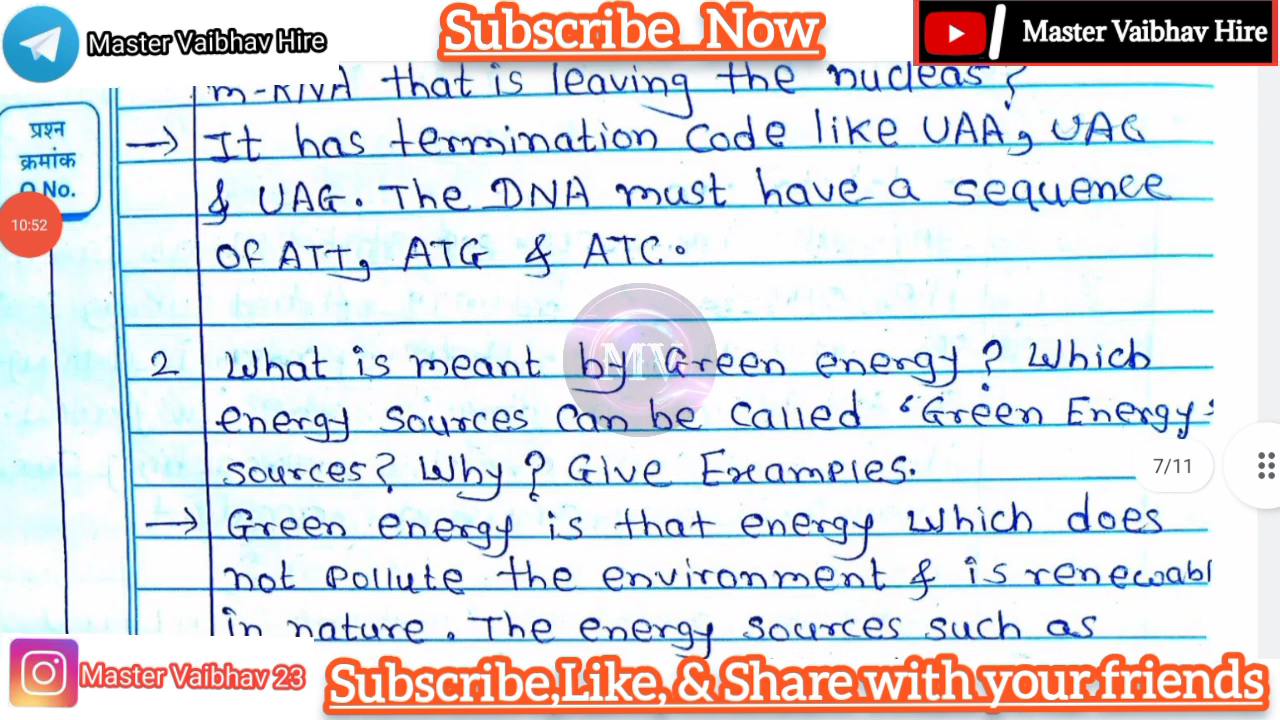 Master Vaibhav Hire
Subscribe Now
Master Vaibhav Hire
m-RNA that is leaving the nucleas?
प्रश्न
क्रमांक
Q.No.
→ It has termination Code like UAA, UAC
& UAG. The DNA must have a sequence
10:52
OF ATT, ATG & ATC.
MV
2 What is meant by Green energy? Which
energy sources can be called 'Green Energy'
sources? Why? Give Examples.
7/11
→ Green energy is that energy which does
not pollute the environment & is renewabl
in nature. The energy sources such as
Master Vaibhav 23
Subscribe,Like, & Share with your friends